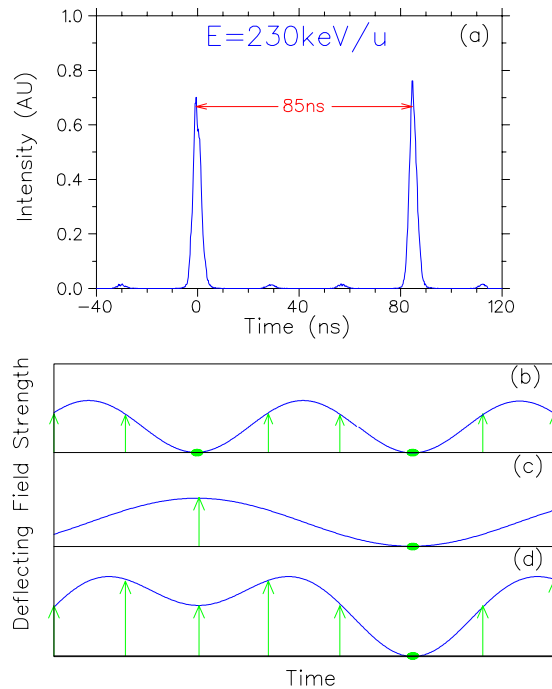 1.0
E=230keV/u
(a)
0.8
85ns
0.6
0.4
0.2
0.0
Intensity (AU)
-40
0
40
80
120
Time (ns)
(b)
(c)
(d)
Deflecting Field Strength
Time